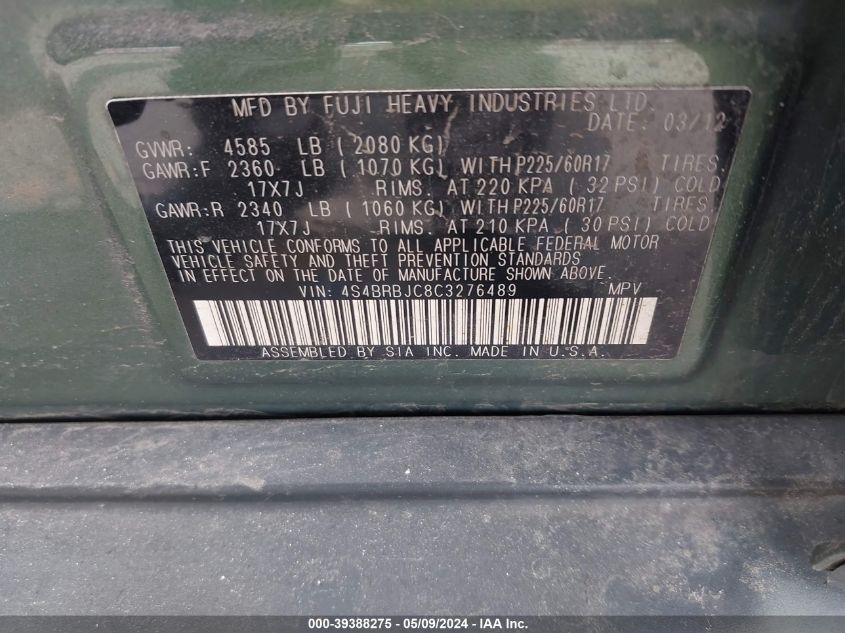 MFD BY FUJI HEAVY INDUSTRIES LTD.
DATE: 03/12
GVWR: 4585 LB ( 2080 KG)
GAWR:F 2360 LB ( 1070 KG) WITH P225/60R17 TIRES
17X7J RIMS. AT 220 KPA ( 32 PSI) COLD
GAWR:R 2340 LB ( 1060 KG) WITH P225/60R17 TIRES
17X7J RIMS. AT 210 KPA ( 30 PSI) COLD
THIS VEHICLE CONFORMS TO ALL APPLICABLE FEDERAL MOTOR
VEHICLE SAFETY AND THEFT PREVENTION STANDARDS
IN EFFECT ON THE DATE OF MANUFACTURE SHOWN ABOVE.
VIN: 4S4BRBJC8C3276489 MPV
ASSEMBLED BY SIA INC. MADE IN U.S.A.
000-39388275 - 05/09/2024 - IAA Inc.